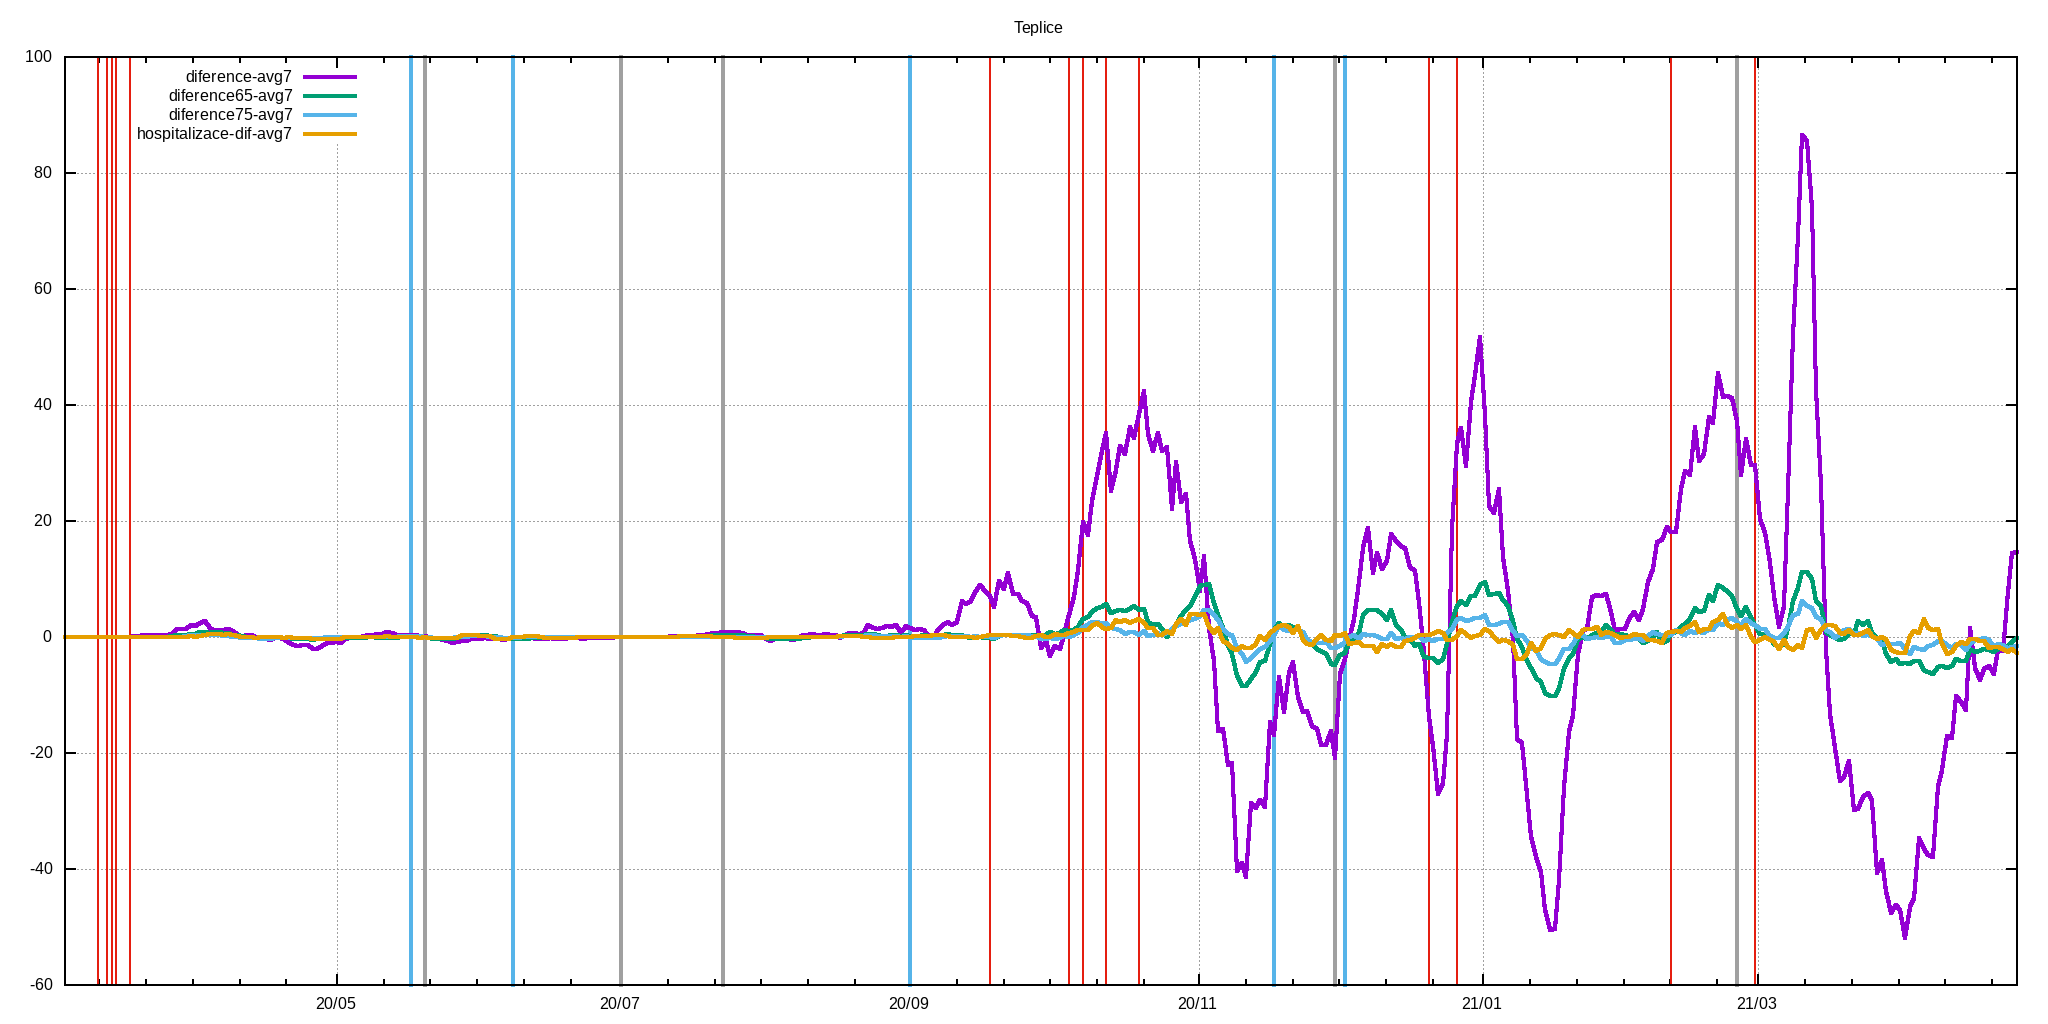 Teplice
diference-avg7
diference65-avg7
diference75-avg7
hospitalizace-dif-avg7
100
80
60
40
20
0
-20
-40
-60
20/05 20/07 20/09 20/11 21/01 21/03